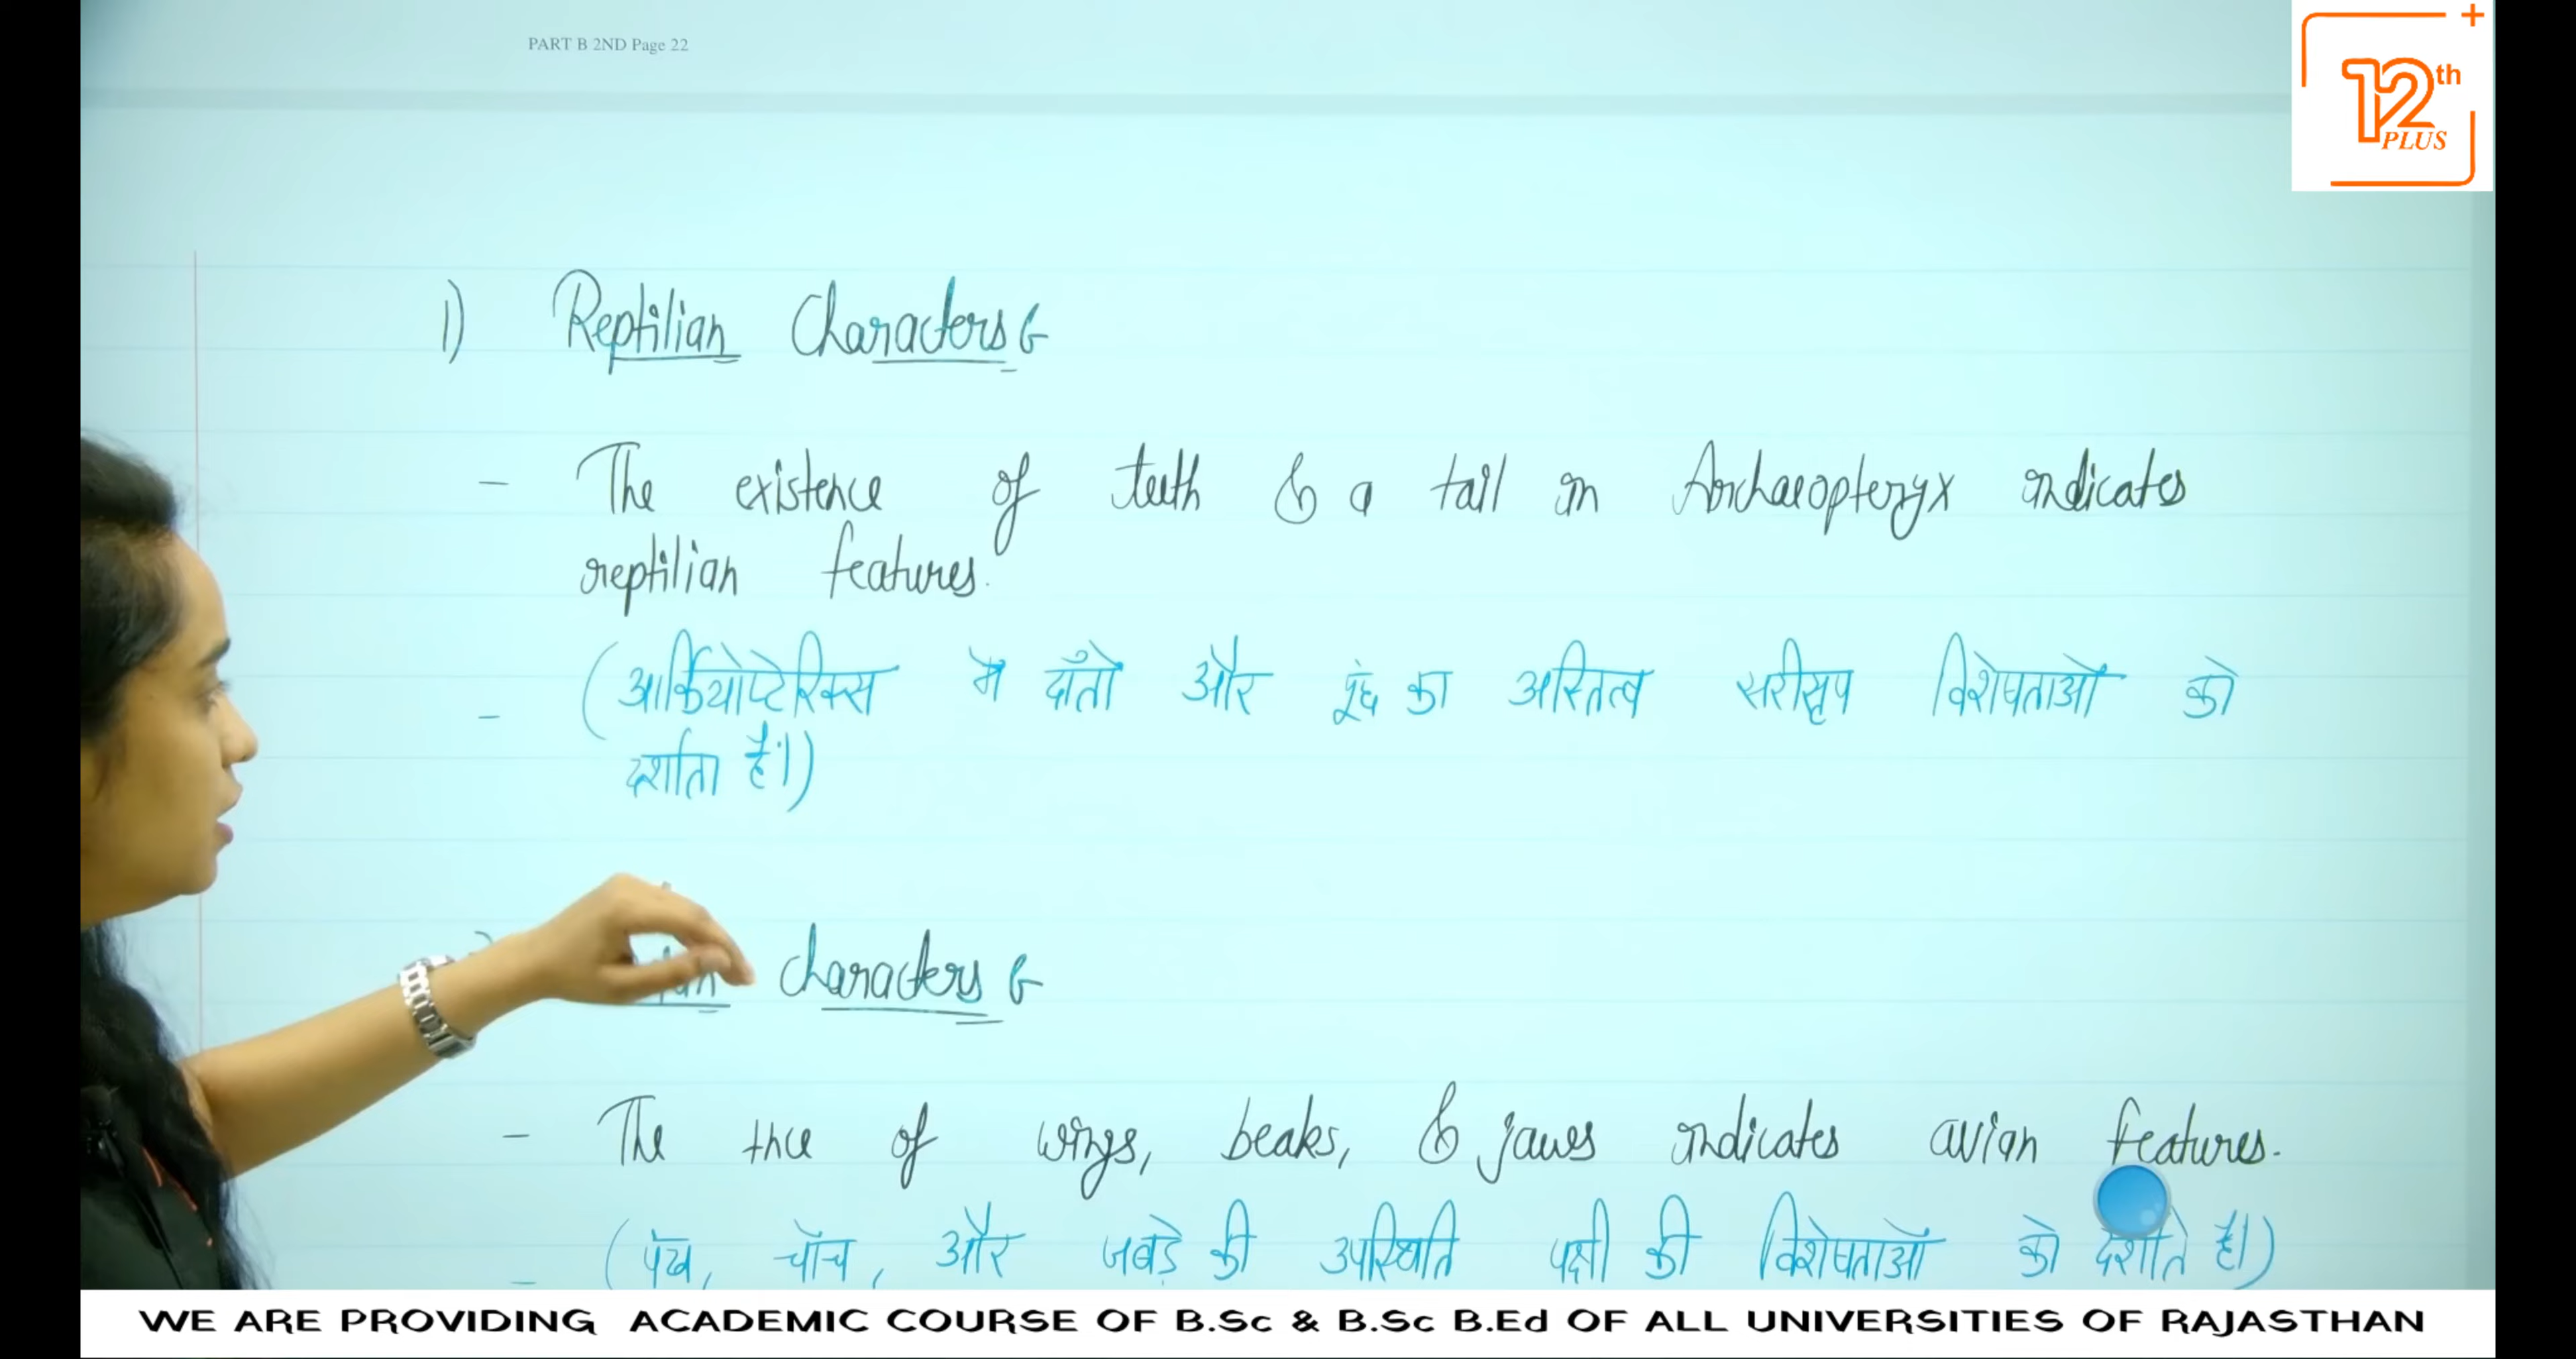 PART B 2ND Page 22
12th
PLUS
1) Reptilian Characters :-
- The existence of teeth & a tail in Archaeopteryx indicates
reptilian features.
- (आर्कियोप्टेरिक्स में दाँतो और पूंछ का अस्तित्व सरीसृप विशेषताओं को
दर्शाता है।)
characters :-
- The +nce of wings, beaks, & jaws indicates avian features.
- (पंख, चोंच, और जबड़े की उपस्थिति पक्षी की विशेषताओं को दर्शाते हैं।)
WE ARE PROVIDING ACADEMIC COURSE OF B.Sc & B.Sc B.Ed OF ALL UNIVERSITIES OF RAJASTHAN